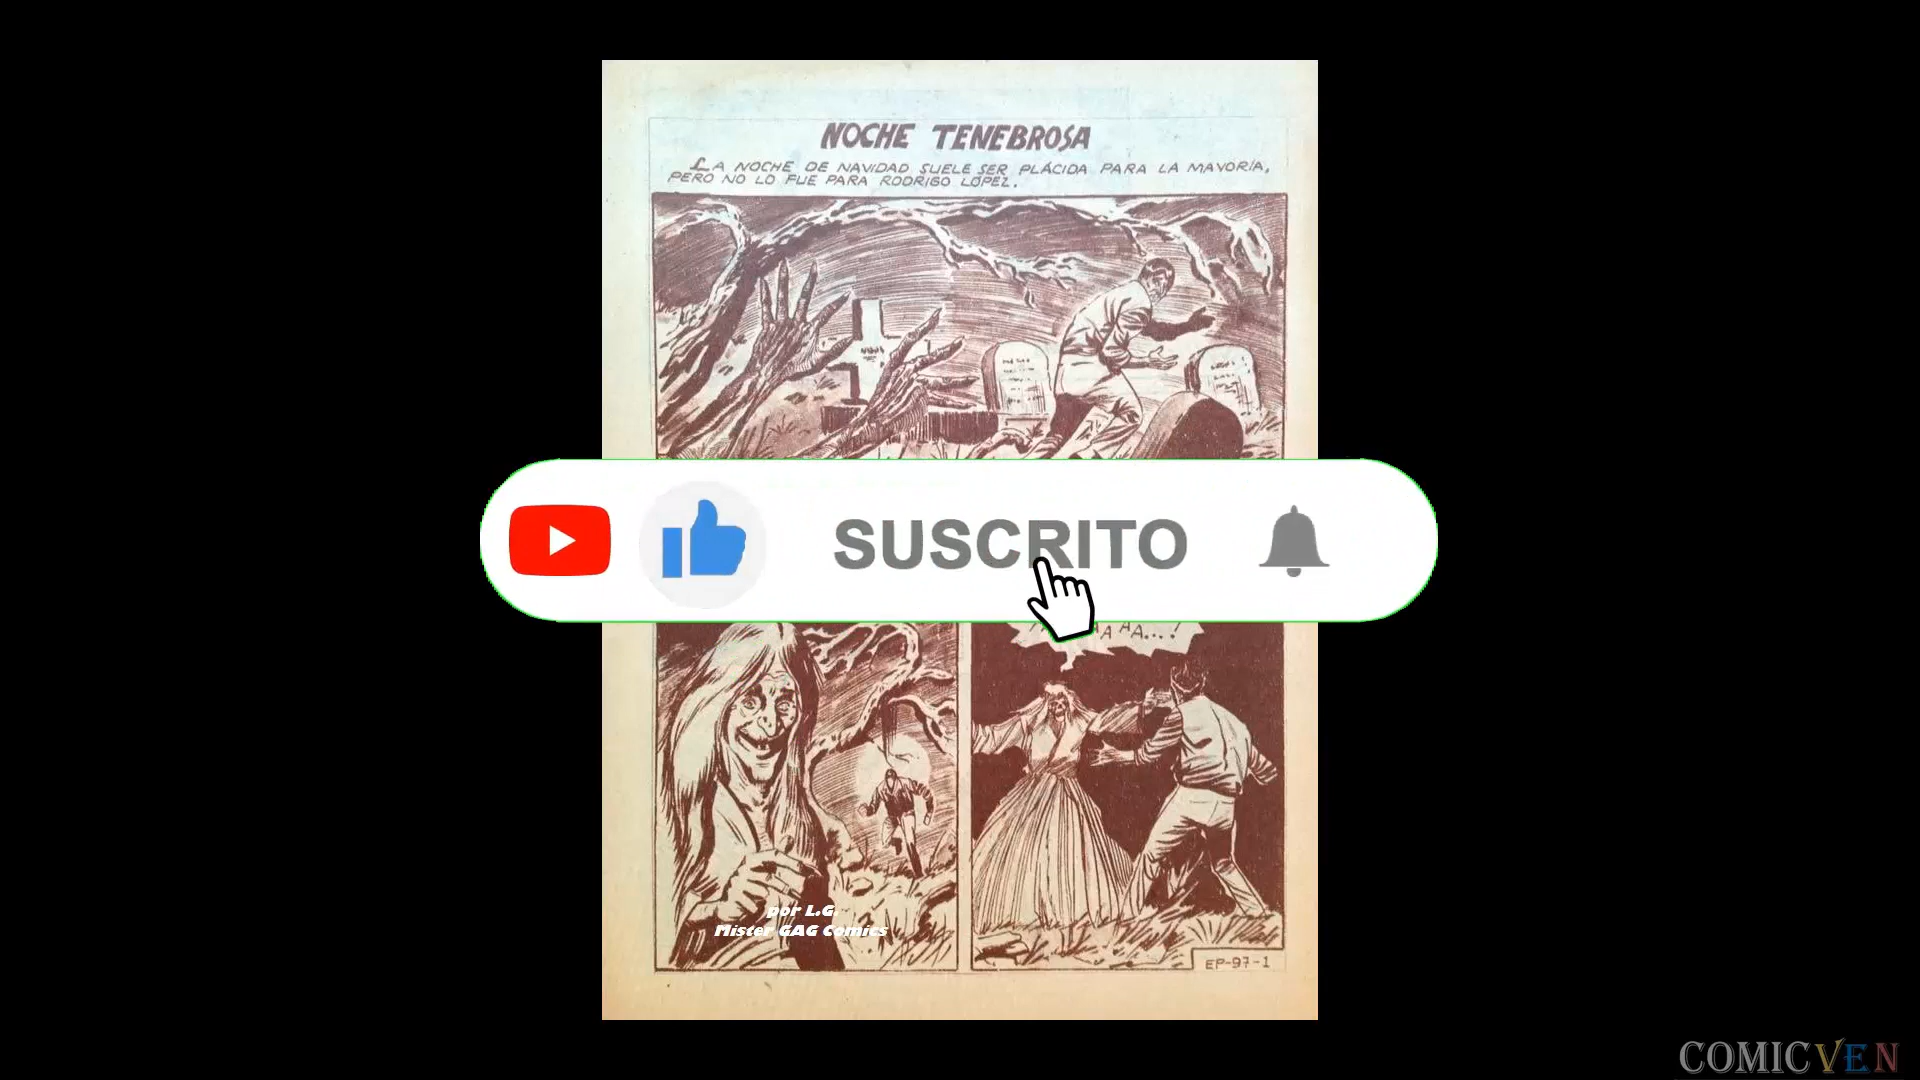 NOCHE TENEBROSA
LA NOCHE DE NAVIDAD SUELE SER PLÁCIDA PARA LA MAYORÍA,
PERO NO LO FUE PARA RODRIGO LÓPEZ.
SUSCRITO
A A A...!
por L.G.
Mister GAG Comics
EP-97-1
COMICVEN